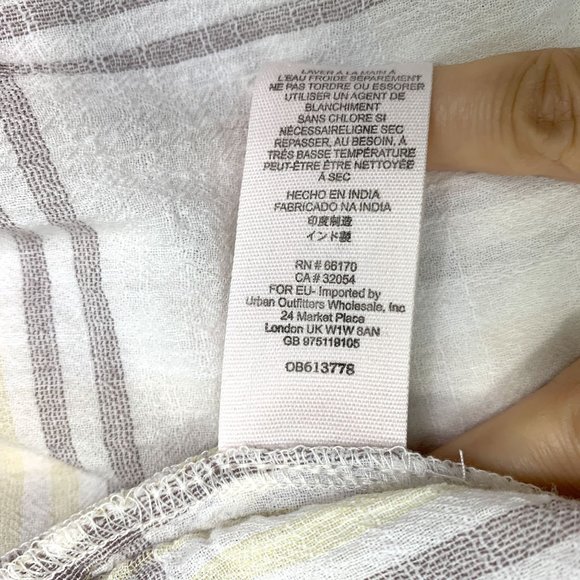 LAVER A LA MAIN À
L'EAU FROIDE SEPARÉMENT
NE PAS TORDRE OU ESSORER
UTILISER UN AGENT DE
BLANCHIMENT
SANS CHLORE SI
NÉCESSAIRELIGNE SEC
REPASSER, AU BESOIN, À
TRÈS BASSE TEMPÉRATURE
PEUT-ÊTRE ÊTRE NETTOYÉE
À SEC
HECHO EN INDIA
FABRICADO NA INDIA
印度制造
インド製
RN # 66170
CA # 32054
FOR EU- Imported by
Urban Outfitters Wholesale, Inc
24 Market Place
London UK W1W 8AN
GB 975119105
OB613778